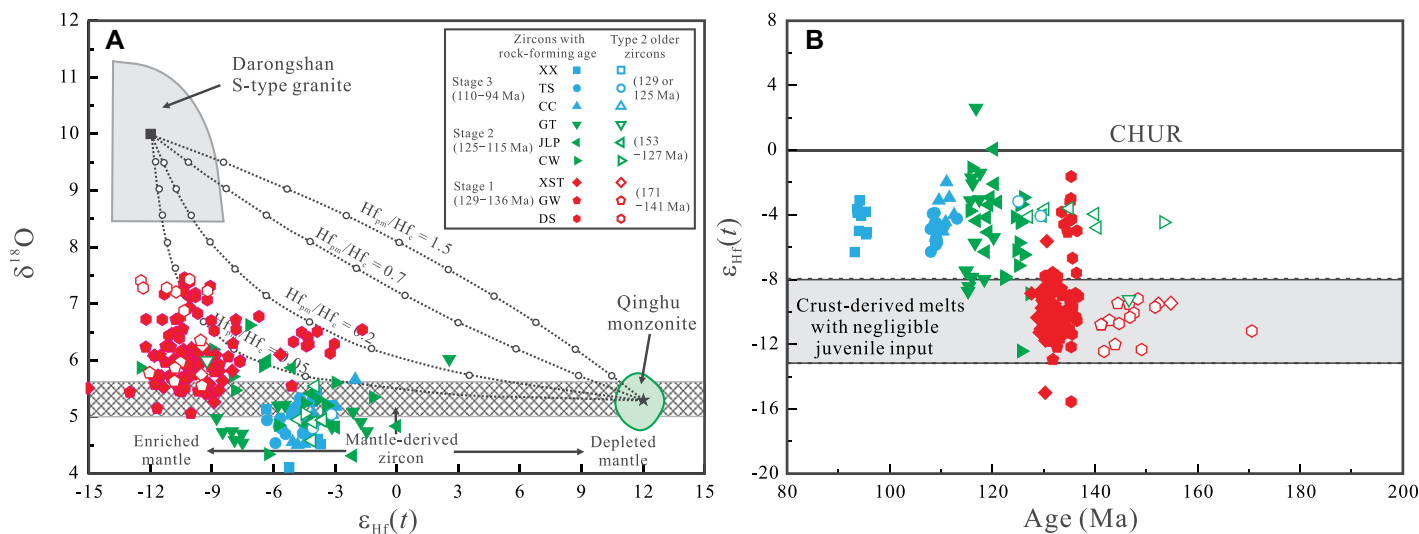 A
12
11
10
9
8
7
6
5
4
δ¹⁸O
-15 -12 -9 -6 -3 0 3 6 9 12 15
εHf(t)
Darongshan
S-type granite
Zircons with
rock-forming age
Type 2 older
zircons
Stage 3
(110−94 Ma)
XX
TS
CC
(129 or
125 Ma)
Stage 2
(125−115 Ma)
GT
JLP
CW
(153
−127 Ma)
Stage 1
(129−136 Ma)
XST
GW
DS
(171
−141 Ma)
Hfpm/Hfc = 1.5
Hfpm/Hfc = 0.7
Hfpm/Hfc = 0.2
Hfpm/Hfc = 0.05
Qinghu
monzonite
Enriched
mantle
Mantle-derived
zircon
Depleted
mantle
B
8
4
0
-4
-8
-12
-16
-20
εHf(t)
80 100 120 140 160 180 200
Age (Ma)
CHUR
Crust-derived melts
with negligible
juvenile input